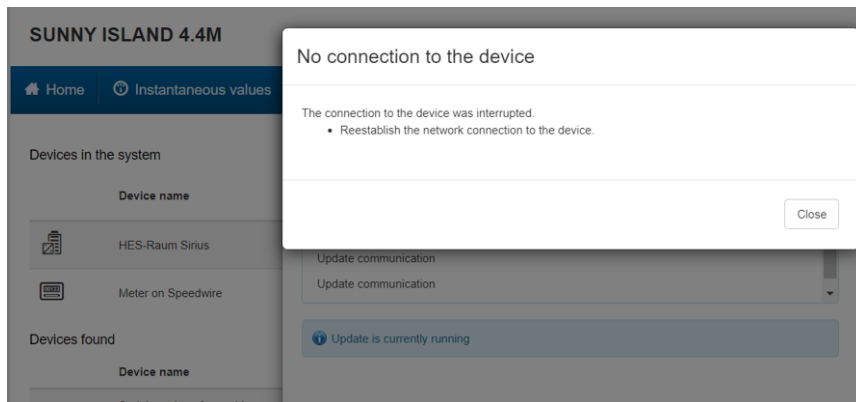 SUNNY ISLAND 4.4M
Home
Instantaneous values
No connection to the device
The connection to the device was interrupted.
• Reestablish the network connection to the device.
Close
Devices in the system
Device name
HES-Raum Sirius
Meter on Speedwire
Devices found
Device name
Update communication
Update communication
Update is currently running